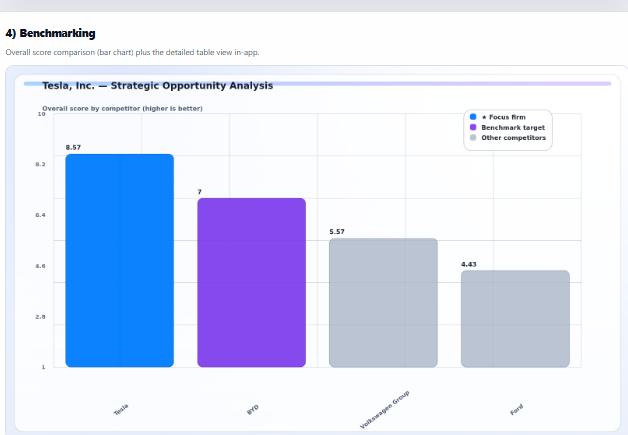 4) Benchmarking
Overall score comparison (bar chart) plus the detailed table view in-app.
Tesla, Inc. — Strategic Opportunity Analysis
Overall score by competitor (higher is better)
10
★ Focus firm
Benchmark target
Other competitors
8.57
8.2
7
6.4
5.57
4.6
4.43
2.8
1
Tesla
BYD
Volkswagen Group
Ford